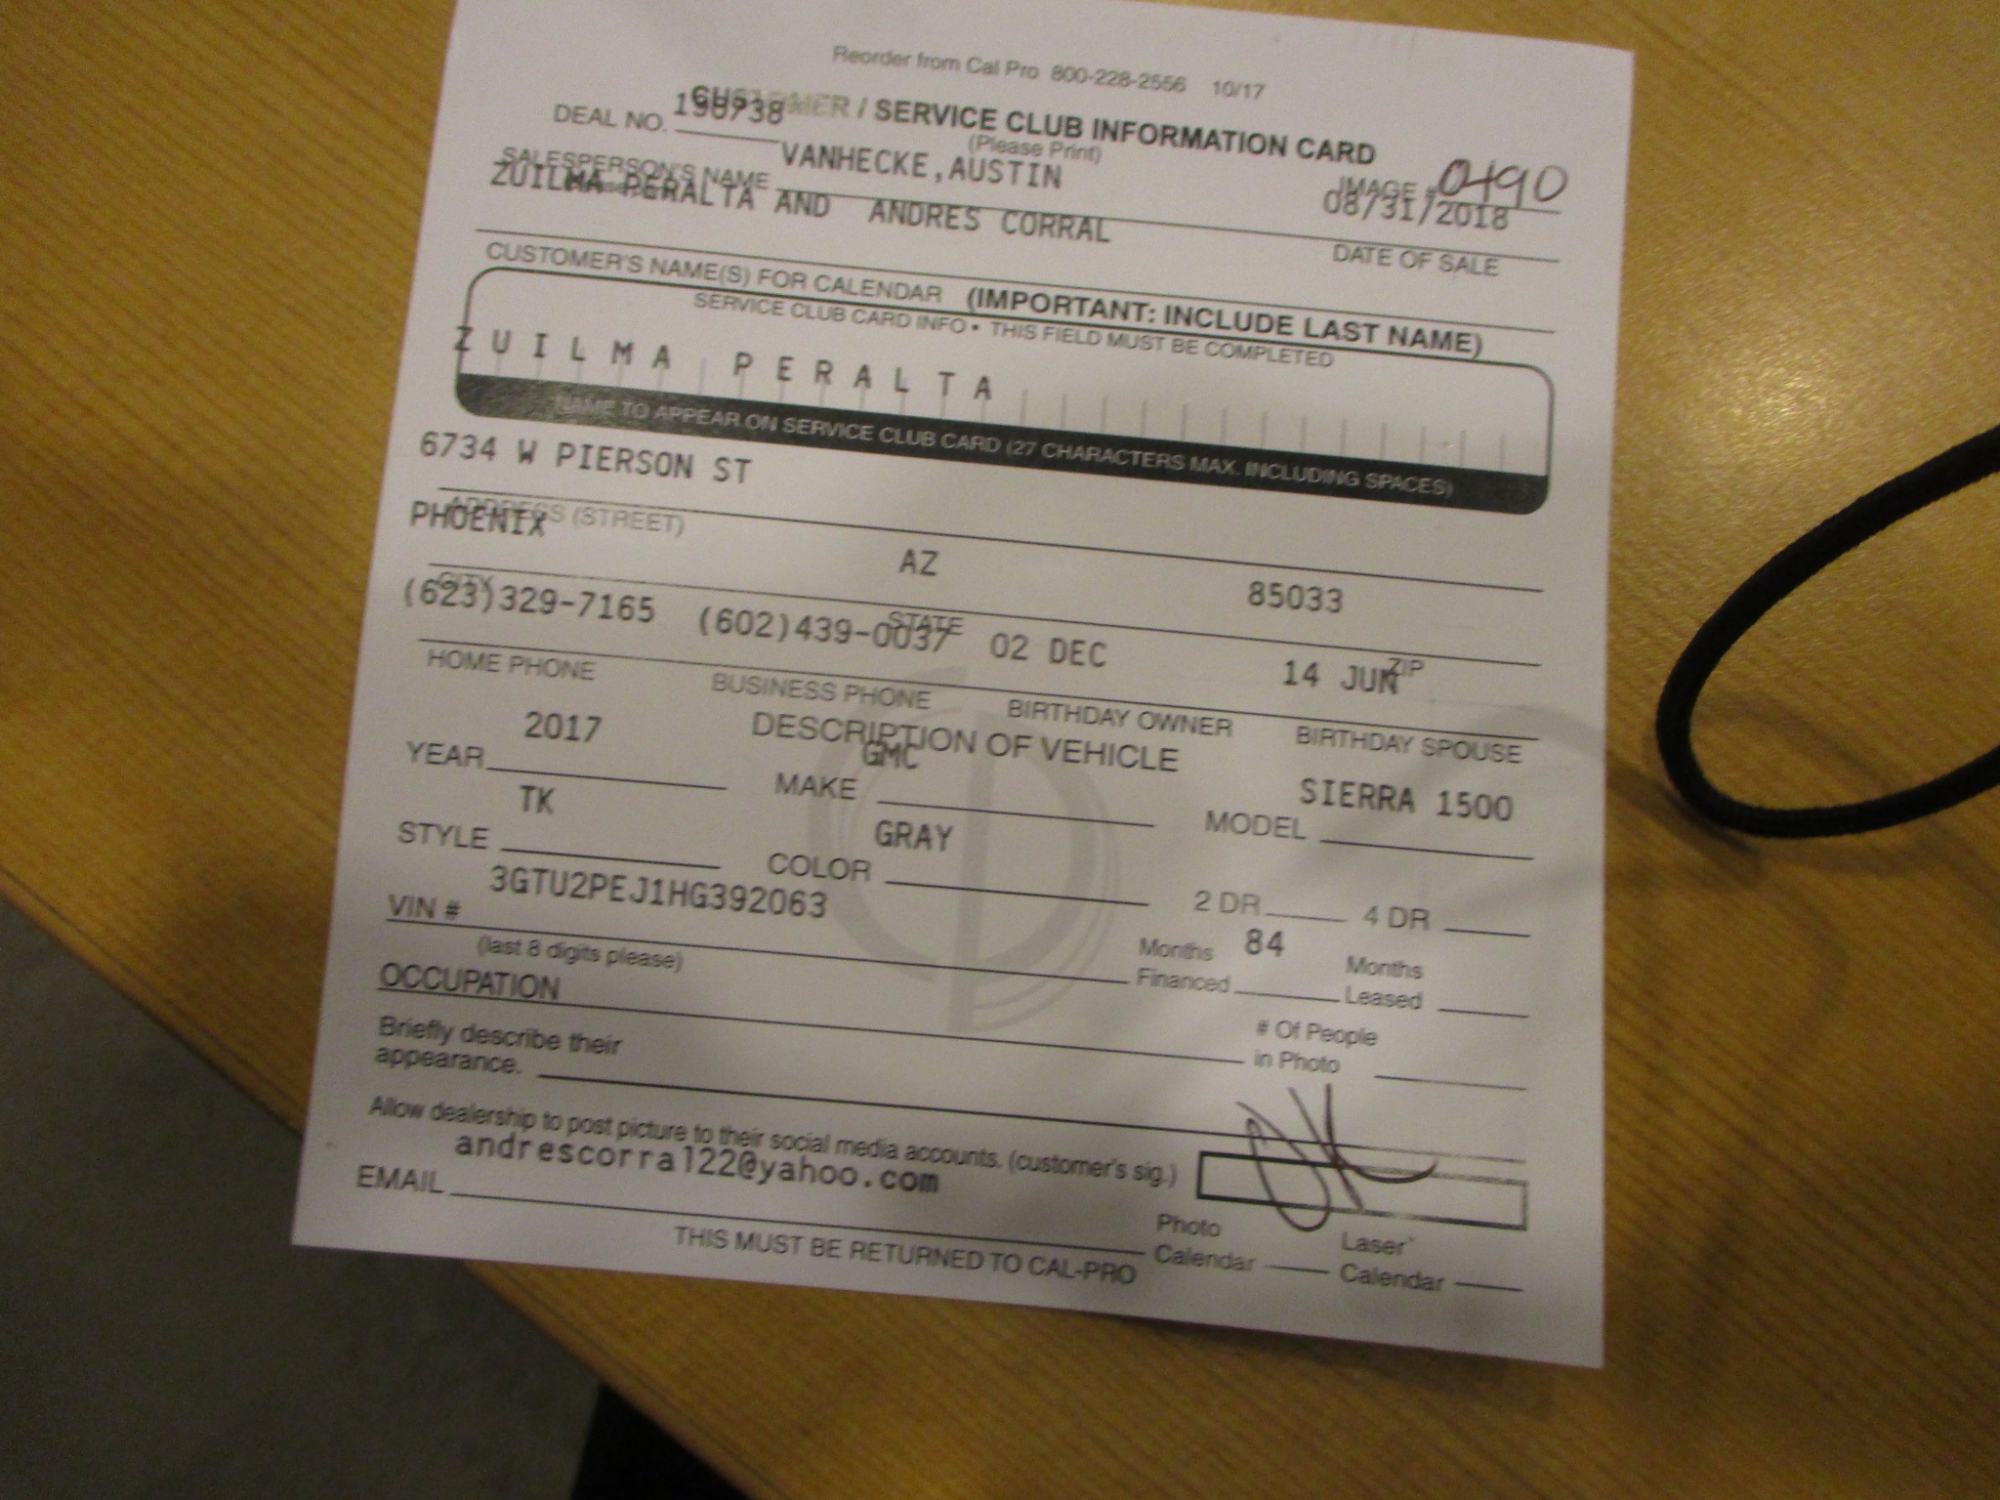 Reorder from Cal Pro 800-228-2556 10/17
CUSTOMER / SERVICE CLUB INFORMATION CARD
(Please Print)
DEAL NO. 198738
SALESPERSON'S NAME VANHECKE,AUSTIN
IMAGE # 0490
ZUILMA PERALTA AND ANDRES CORRAL
08/31/2018
DATE OF SALE
CUSTOMER'S NAME(S) FOR CALENDAR (IMPORTANT: INCLUDE LAST NAME)
SERVICE CLUB CARD INFO • THIS FIELD MUST BE COMPLETED
ZUILMA PERALTA
NAME TO APPEAR ON SERVICE CLUB CARD (27 CHARACTERS MAX. INCLUDING SPACES)
6734 W PIERSON ST
ADDRESS (STREET)
PHOENIX AZ 85033
CITY STATE ZIP
(623)329-7165 (602)439-0037 02 DEC 14 JUN
HOME PHONE BUSINESS PHONE BIRTHDAY OWNER BIRTHDAY SPOUSE
DESCRIPTION OF VEHICLE
YEAR 2017 MAKE GMC MODEL SIERRA 1500
STYLE TK COLOR GRAY 2 DR 4 DR
VIN # 3GTU2PEJ1HG392063
(last 8 digits please)
Months Financed 84 Months Leased
OCCUPATION
# Of People in Photo
Briefly describe their
appearance.
Allow dealership to post picture to their social media accounts. (customer's sig.)
EMAIL andrescorral22@yahoo.com
Photo Calendar Laser Calendar
THIS MUST BE RETURNED TO CAL-PRO